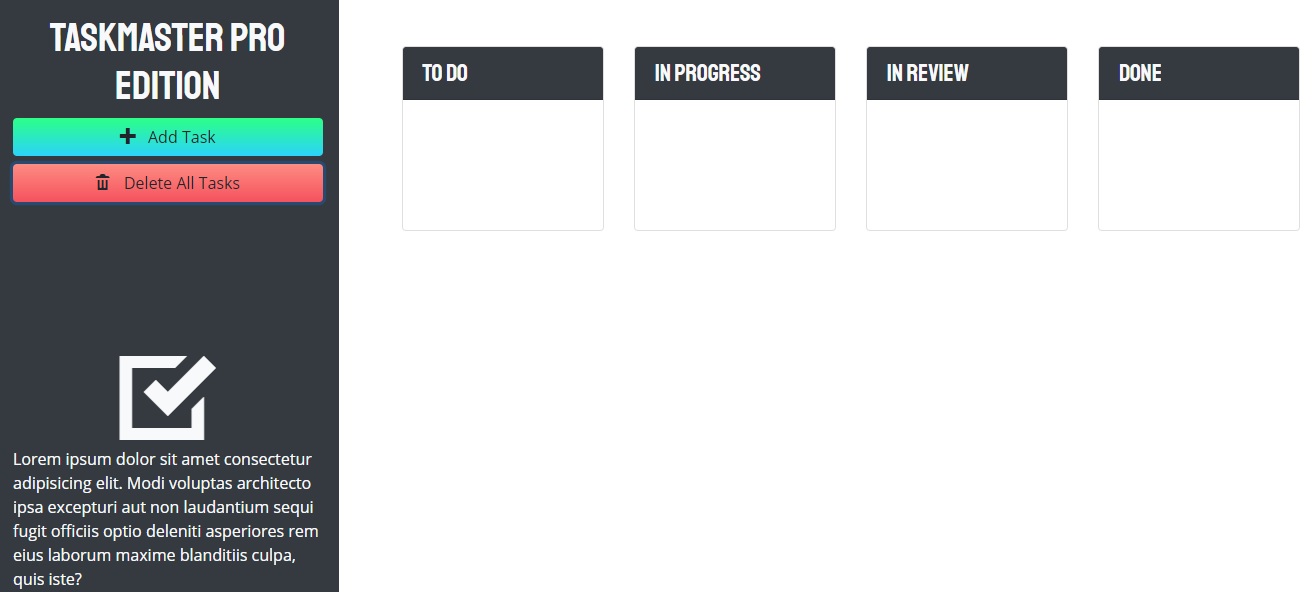 TASKMASTER PRO
EDITION
Add Task
Delete All Tasks
Lorem ipsum dolor sit amet consectetur
adipisicing elit. Modi voluptas architecto
ipsa excepturi aut non laudantium sequi
fugit officiis optio deleniti asperiores rem
eius laborum maxime blanditiis culpa,
quis iste?
TO DO
IN PROGRESS
IN REVIEW
DONE